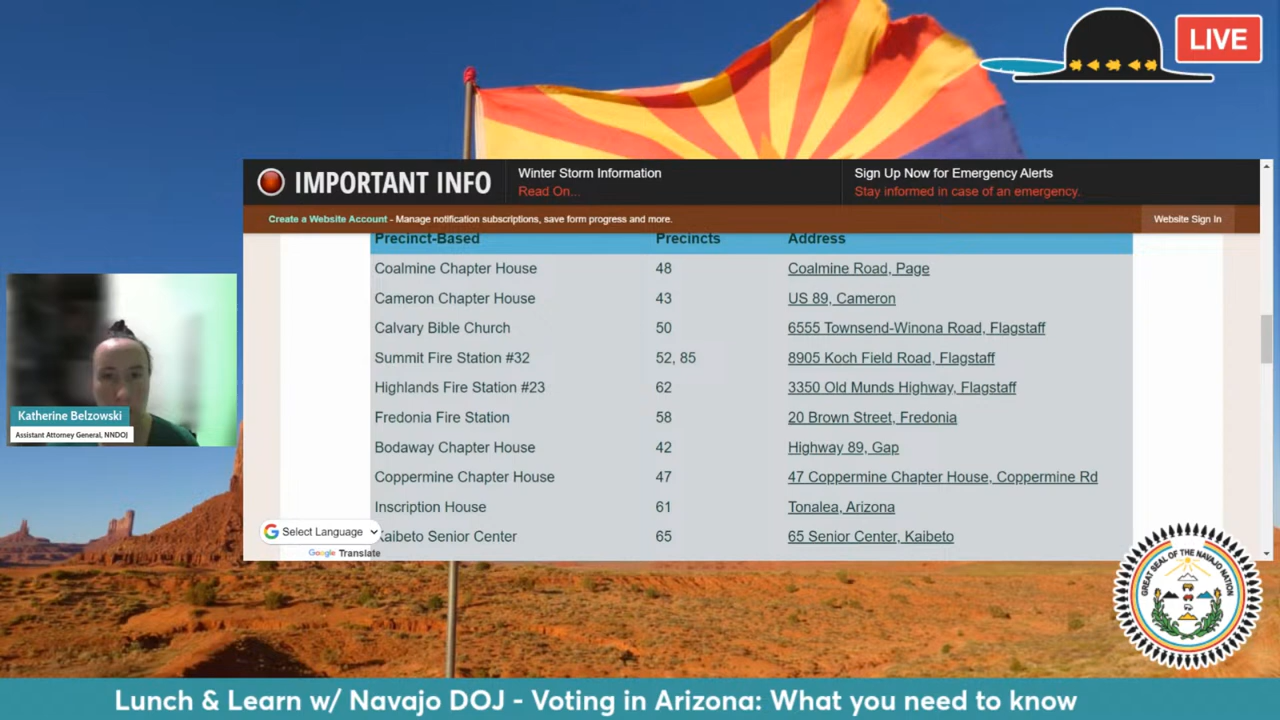 LIVE
IMPORTANT INFO
Winter Storm Information
Read On...
Sign Up Now for Emergency Alerts
Stay informed in case of an emergency.
Create a Website Account - Manage notification subscriptions, save form progress and more.
Website Sign In
Precinct-Based Precincts Address
Coalmine Chapter House 48 Coalmine Road, Page
Cameron Chapter House 43 US 89, Cameron
Calvary Bible Church 50 6555 Townsend-Winona Road, Flagstaff
Summit Fire Station #32 52, 85 8905 Koch Field Road, Flagstaff
Highlands Fire Station #23 62 3350 Old Munds Highway, Flagstaff
Fredonia Fire Station 58 20 Brown Street, Fredonia
Bodaway Chapter House 42 Highway 89, Gap
Coppermine Chapter House 47 47 Coppermine Chapter House, Coppermine Rd
Inscription House 61 Tonalea, Arizona
Kaibeto Senior Center 65 65 Senior Center, Kaibeto
Select Language
Google Translate
Katherine Belzowski
Assistant Attorney General, NNDOJ
GREAT SEAL OF THE NAVAJO NATION
Lunch & Learn w/ Navajo DOJ - Voting in Arizona: What you need to know